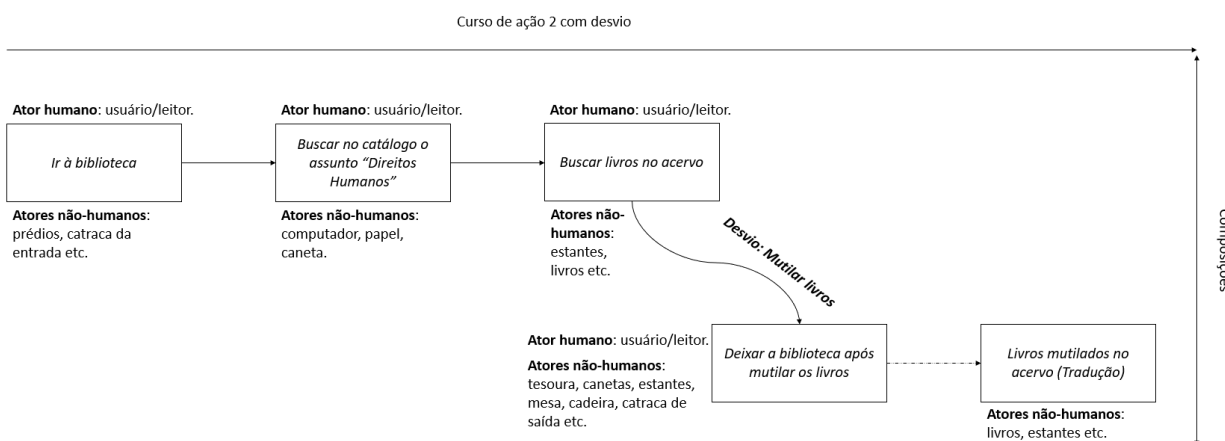 Curso de ação 2 com desvio
Ator humano: usuário/leitor.
Ir à biblioteca
Atores não-humanos:
prédios, catraca da
entrada etc.
Ator humano: usuário/leitor.
Buscar no catálogo o
assunto “Direitos
Humanos”
Atores não-humanos:
computador, papel,
caneta.
Ator humano: usuário/leitor.
Buscar livros no acervo
Atores não-
humanos:
estantes,
livros etc.
Desvio: Mutilar livros
Composições
Ator humano: usuário/leitor.
Atores não-humanos:
tesoura, canetas, estantes,
mesa, cadeira, catraca de
saída etc.
Deixar a biblioteca após
mutilar os livros
Livros mutilados no
acervo (Tradução)
Atores não-humanos:
livros, estantes etc.